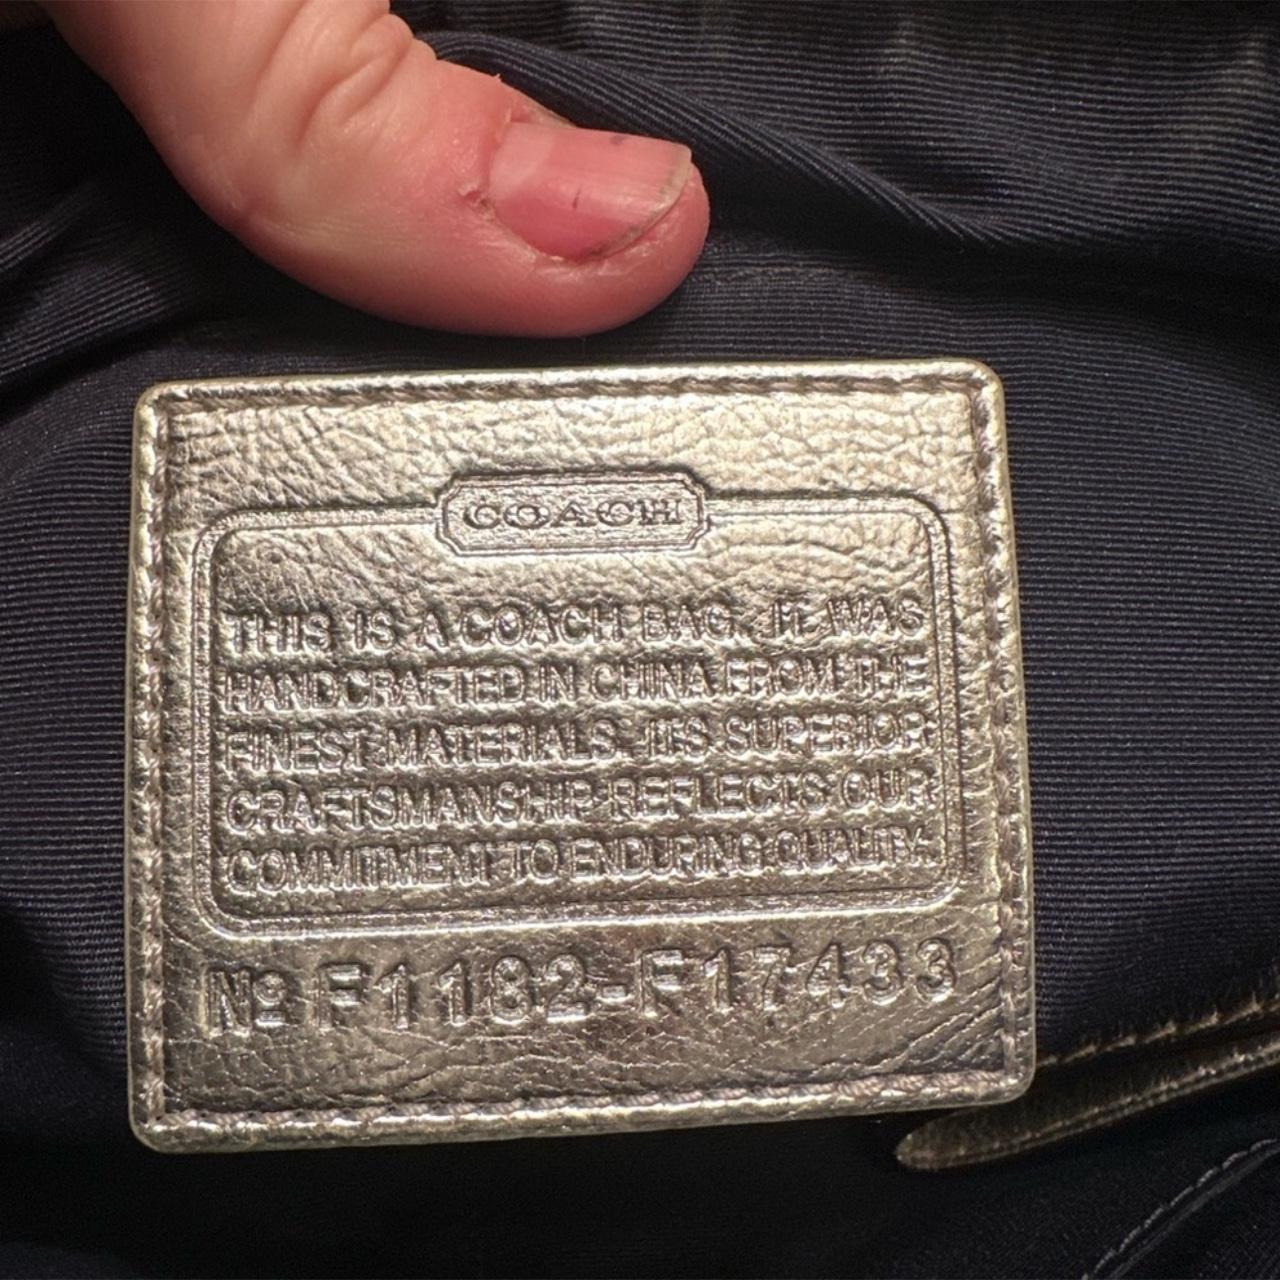 COACH
THIS IS A COACH BAG. IT WAS
HANDCRAFTED IN CHINA FROM THE
FINEST MATERIALS. ITS SUPERIOR
CRAFTSMANSHIP REFLECTS OUR
COMMITMENT TO ENDURING QUALITY.
Nº F1182-F17433